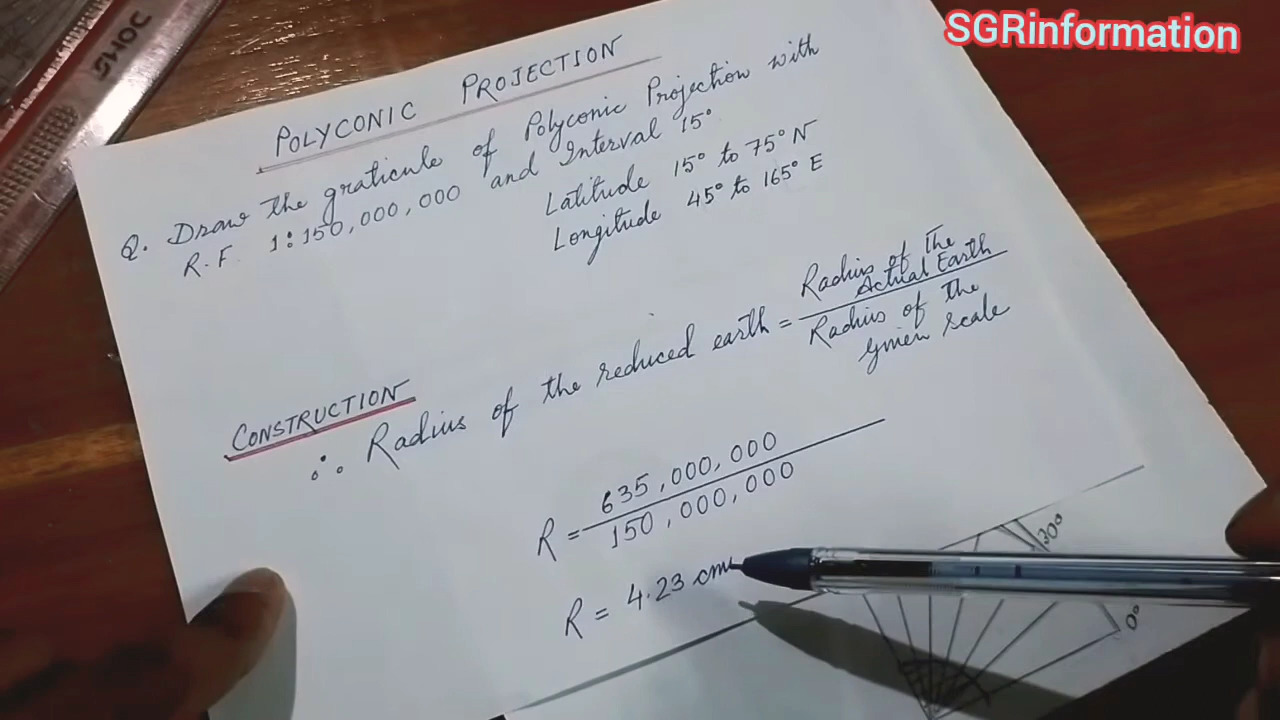 SGRinformation
DOMS
POLYCONIC PROJECTION
Q. Draw the graticule of Polyconic Projection with
R.F. 1:150,000,000 and Interval 15°
Latitude 15° to 75° N
Longitude 45° to 165° E
CONSTRUCTION
∴ Radius of the reduced earth = Radius of the Actual Earth / Radius of the given scale
R = 635,000,000 / 150,000,000
R = 4.23 cms
30°
0°